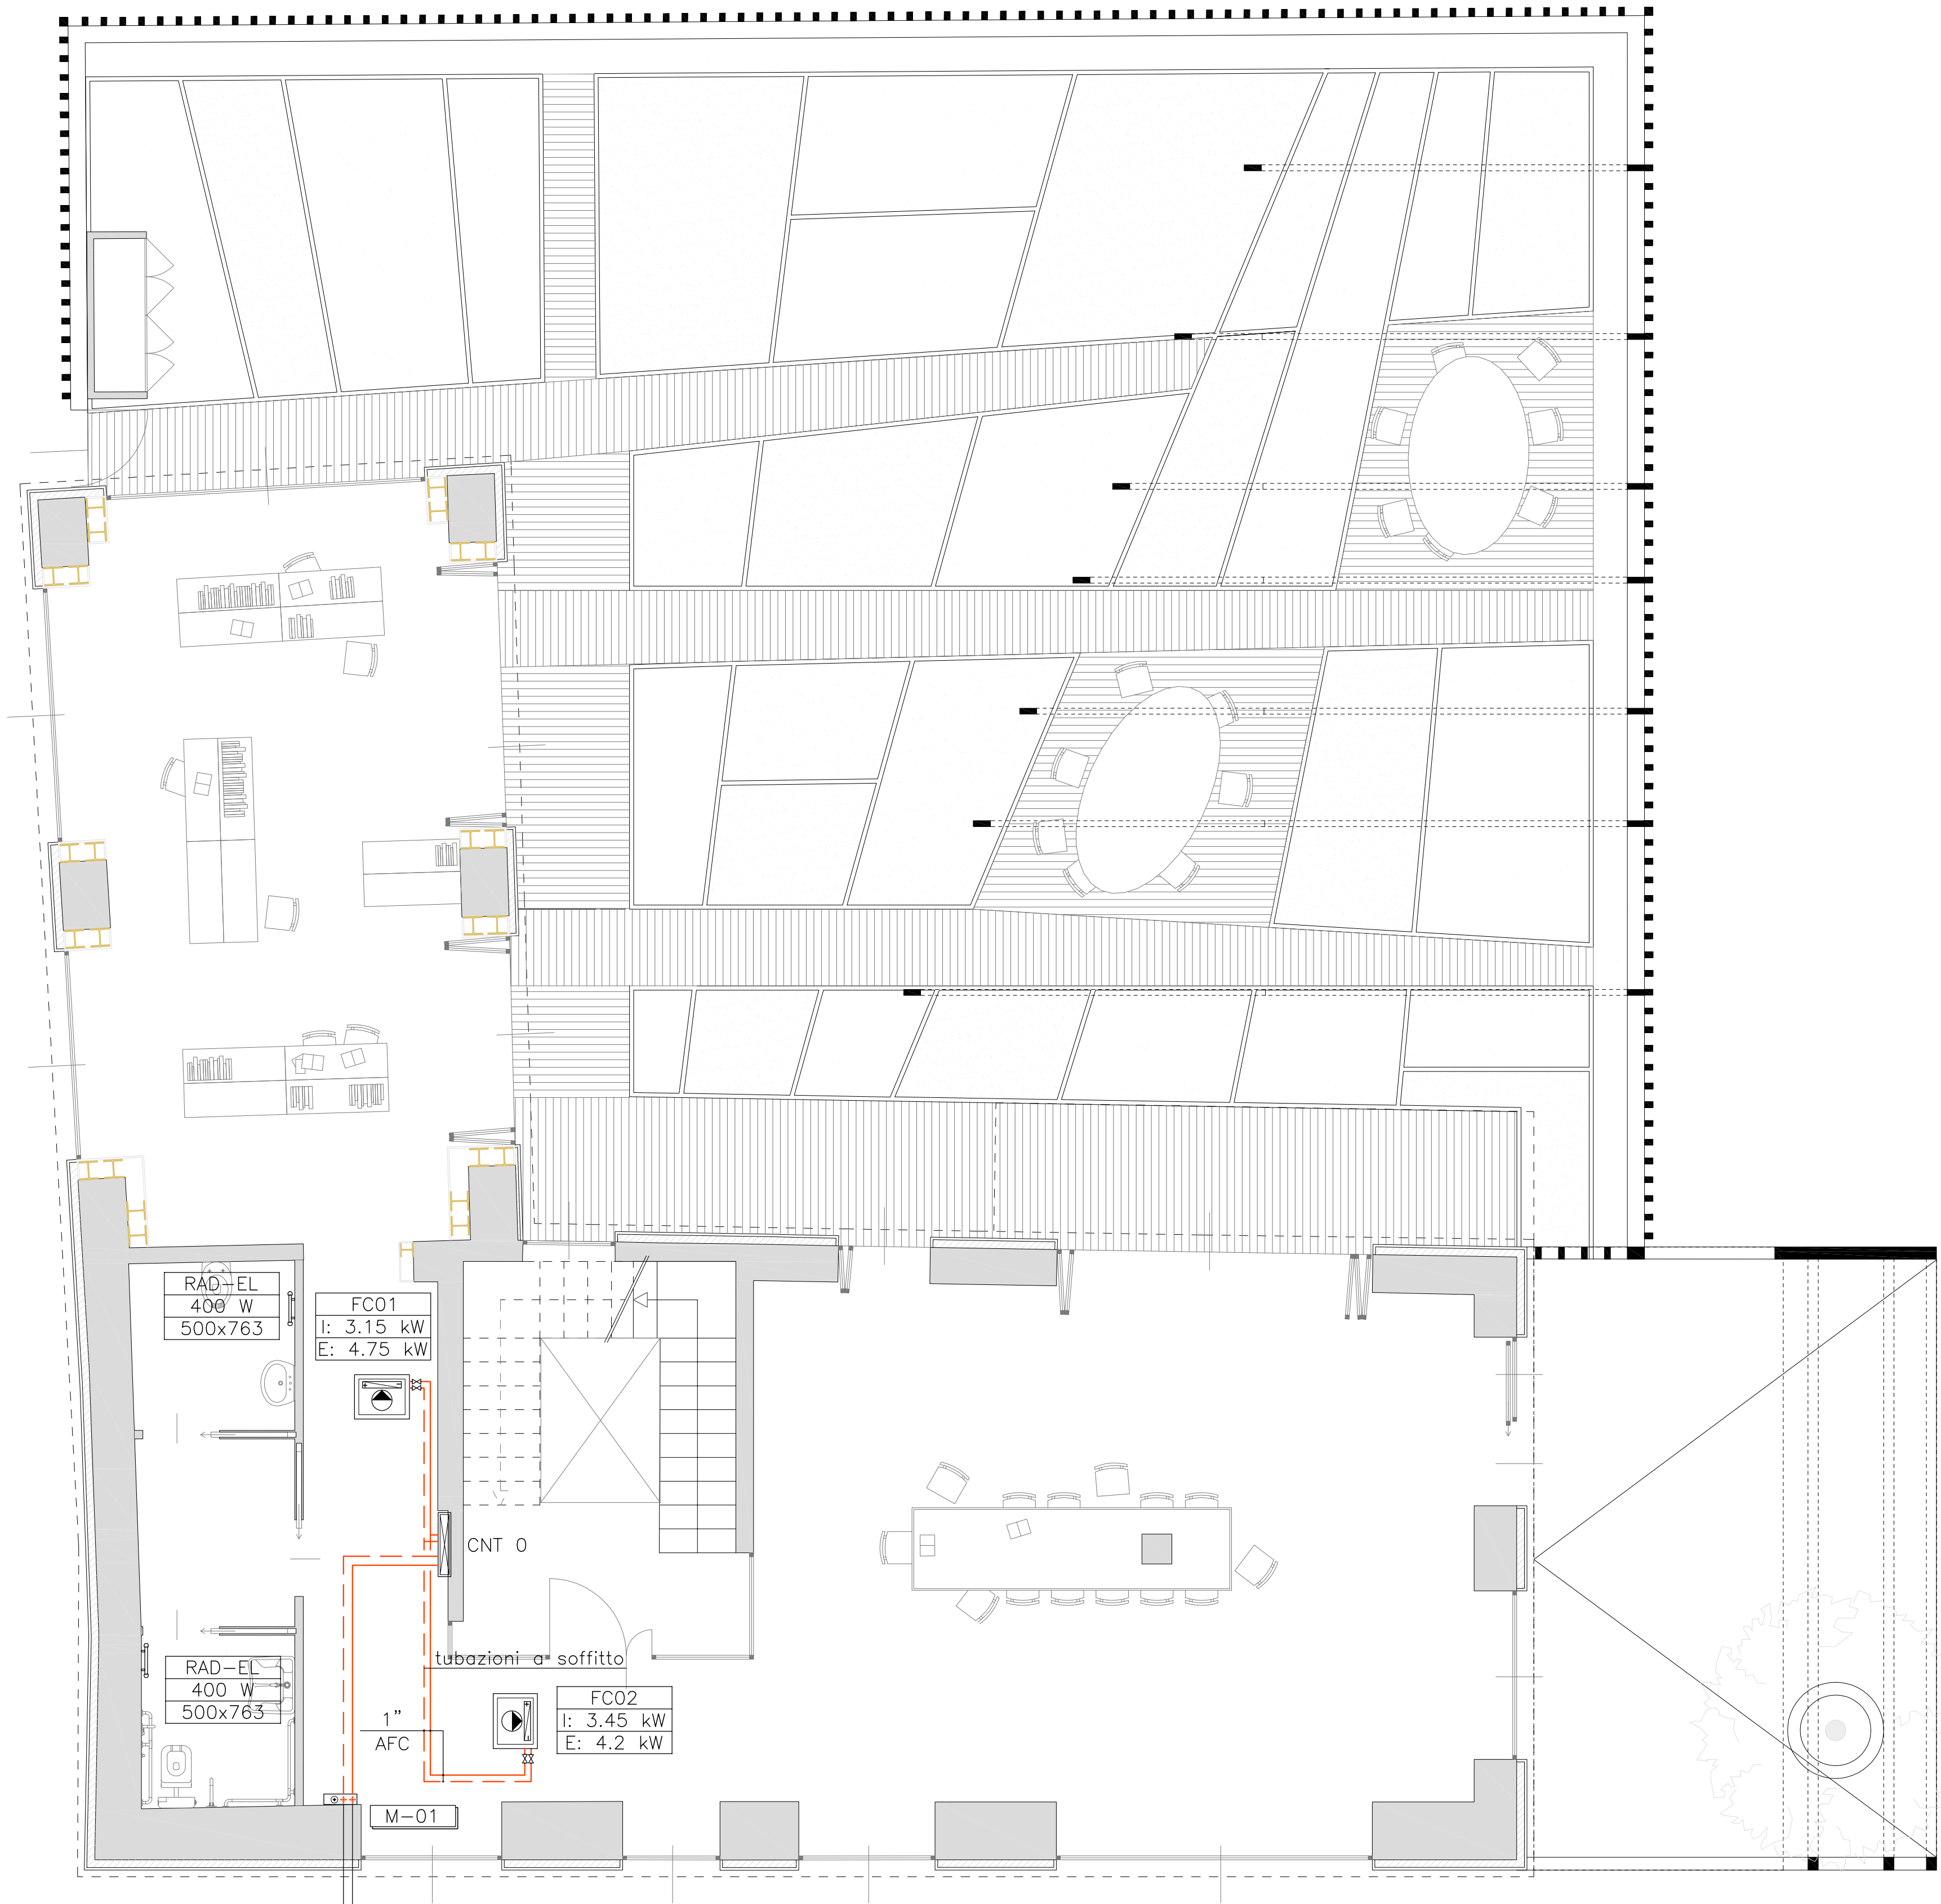 RAD-EL
400 W
500x763
FC01
I: 3.15 kW
E: 4.75 kW
CNT 0
tubazioni a soffitto
RAD-EL
400 W
500x763
FC02
I: 3.45 kW
E: 4.2 kW
1"
AFC
M-01